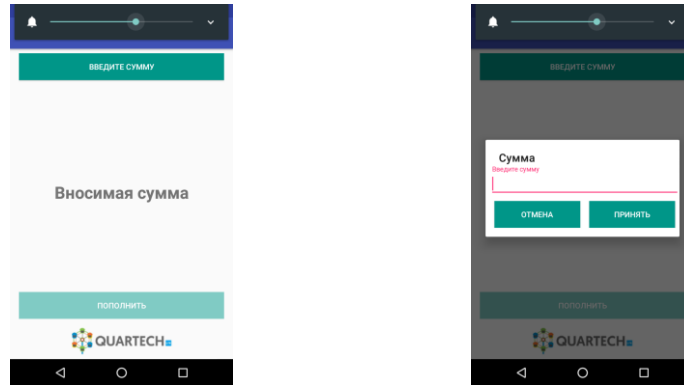 ВВЕДИТЕ СУММУ
Вносимая сумма
ПОПОЛНИТЬ
QUARTECH
ВВЕДИТЕ СУММУ
Сумма
Введите сумму
ОТМЕНА
ПРИНЯТЬ
ПОПОЛНИТЬ
QUARTECH